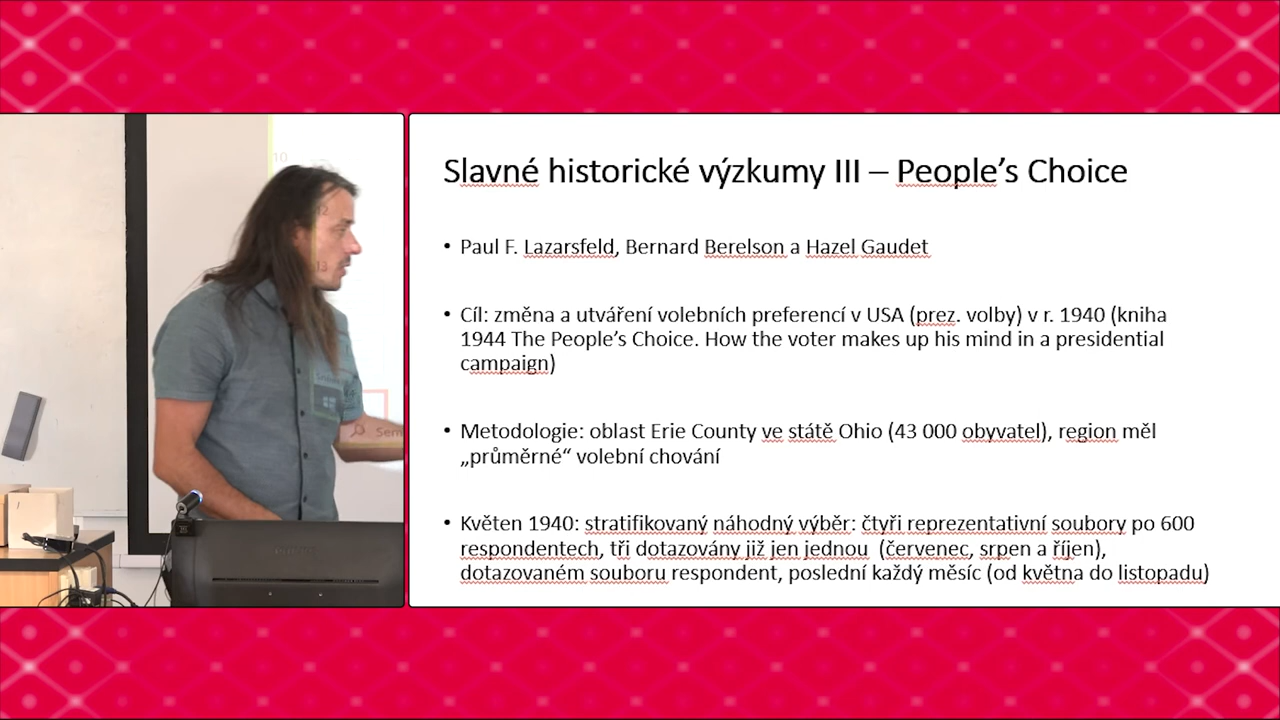 Slavné historické výzkumy III – People's Choice
• Paul F. Lazarsfeld, Bernard Berelson a Hazel Gaudet
• Cíl: změna a utváření volebních preferencí v USA (prez. volby) v r. 1940 (kniha
1944 The People's Choice. How the voter makes up his mind in a presidential
campaign)
• Metodologie: oblast Erie County ve státě Ohio (43 000 obyvatel), region měl
„průměrné“ volební chování
• Květen 1940: stratifikovaný náhodný výběr: čtyři reprezentativní soubory po 600
respondentech, tři dotazovány již jen jednou (červenec, srpen a říjen),
dotazovaném souboru respondent, poslední každý měsíc (od května do listopadu)
10
12
13
Sem